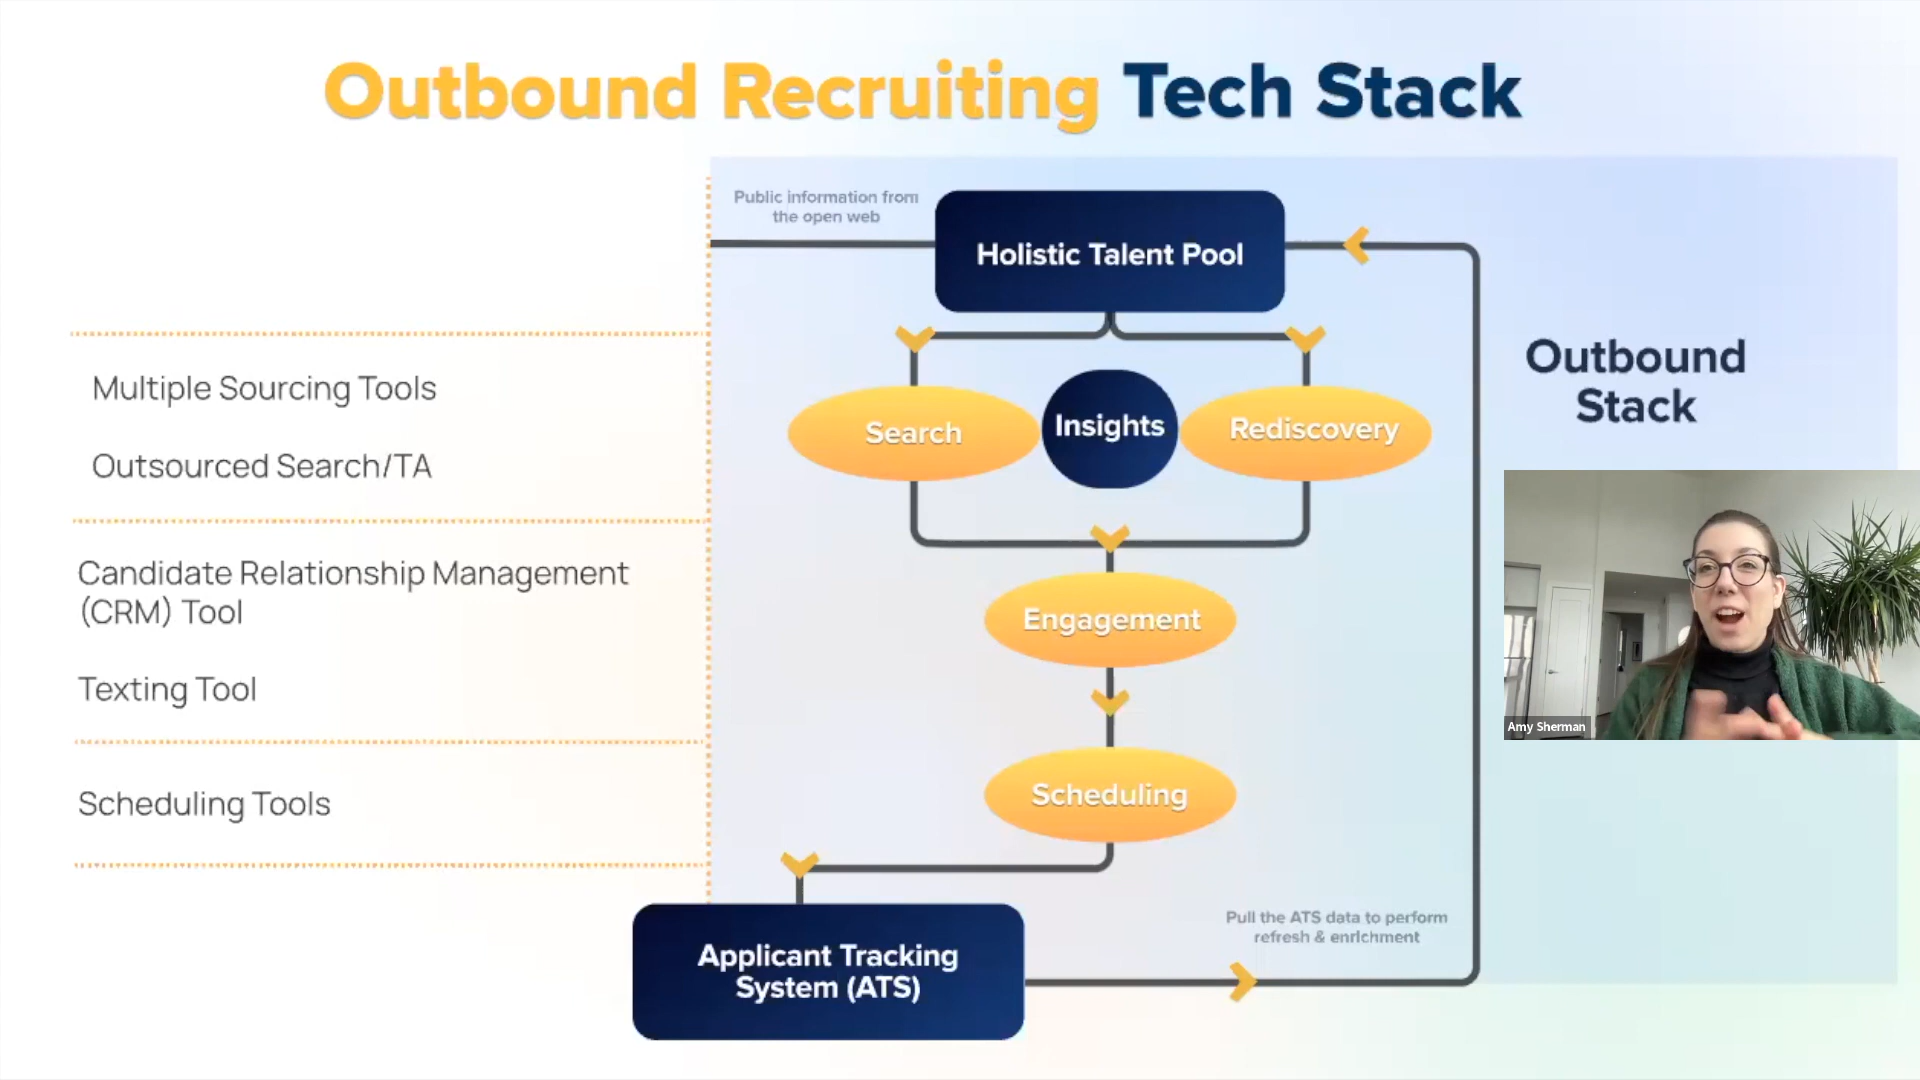 Outbound Recruiting Tech Stack
Public information from
the open web
Holistic Talent Pool
Multiple Sourcing Tools
Outsourced Search/TA
Search
Insights
Rediscovery
Outbound
Stack
Candidate Relationship Management
(CRM) Tool
Texting Tool
Engagement
Amy Sherman
Scheduling Tools
Scheduling
Applicant Tracking
System (ATS)
Pull the ATS data to perform
refresh & enrichment